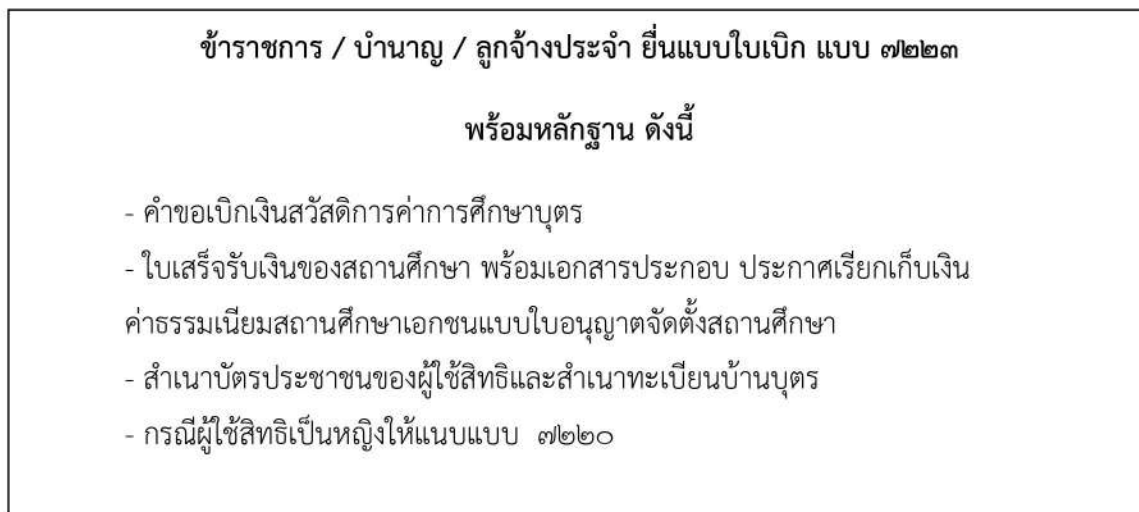 ข้าราชการ / บำนาญ / ลูกจ้างประจำ ยื่นแบบใบเบิก แบบ ๗๒๒๓
พร้อมหลักฐาน ดังนี้
- คำขอเบิกเงินสวัสดิการค่าการศึกษาบุตร
- ใบเสร็จรับเงินของสถานศึกษา พร้อมเอกสารประกอบ ประกาศเรียกเก็บเงิน
ค่าธรรมเนียมสถานศึกษาเอกชนแบบใบอนุญาตจัดตั้งสถานศึกษา
- สำเนาบัตรประชาชนของผู้ใช้สิทธิและสำเนาทะเบียนบ้านบุตร
- กรณีผู้ใช้สิทธิเป็นหญิงให้แนบแบบ ๗๒๒๐